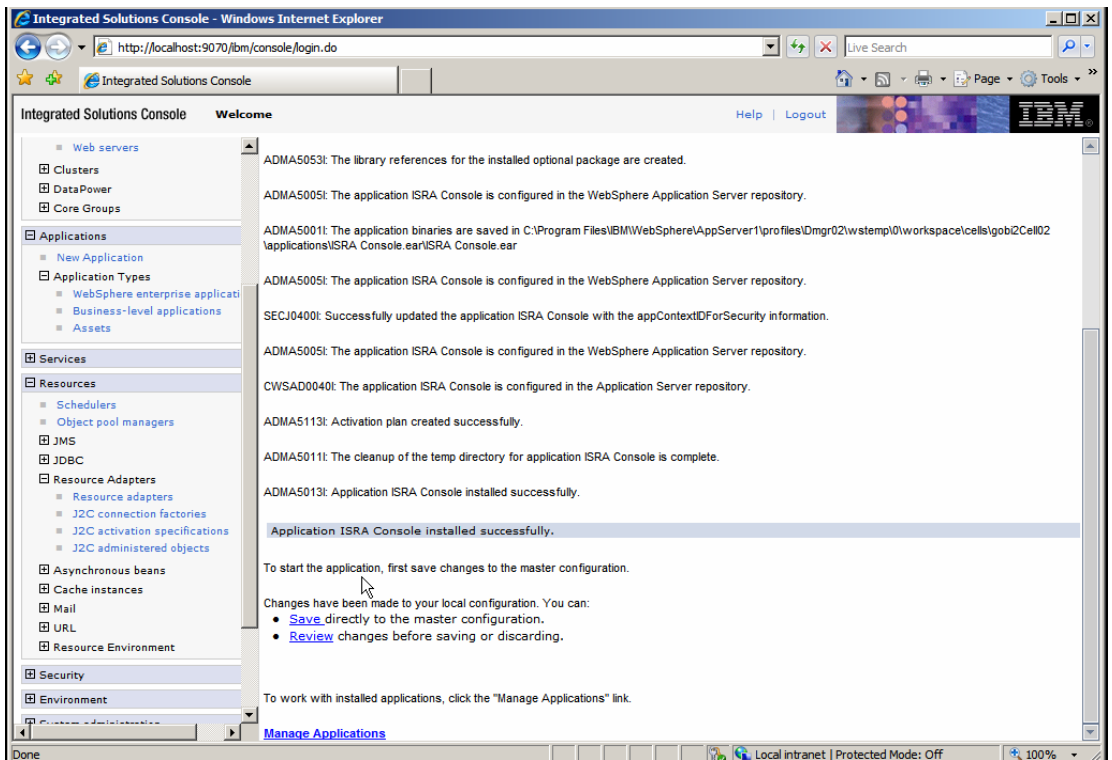 Integrated Solutions Console - Windows Internet Explorer
http://localhost:9070/ibm/console/login.do
Live Search
Integrated Solutions Console
Page
Tools
Integrated Solutions Console Welcome
Help | Logout
IBM
Web servers
Clusters
DataPower
Core Groups
Applications
New Application
Application Types
WebSphere enterprise applicati
Business-level applications
Assets
Services
Resources
Schedulers
Object pool managers
JMS
JDBC
Resource Adapters
Resource adapters
J2C connection factories
J2C activation specifications
J2C administered objects
Asynchronous beans
Cache instances
Mail
URL
Resource Environment
Security
Environment
System administration
ADMA5053I: The library references for the installed optional package are created.
ADMA5005I: The application ISRA Console is configured in the WebSphere Application Server repository.
ADMA5001I: The application binaries are saved in C:\Program Files\IBM\WebSphere\AppServer1\profiles\Dmgr02\wstemp\0\workspace\cells\gobi2Cell02
\applications\ISRA Console.ear\ISRA Console.ear
ADMA5005I: The application ISRA Console is configured in the WebSphere Application Server repository.
SECJ0400I: Successfully updated the application ISRA Console with the appContextIDForSecurity information.
ADMA5005I: The application ISRA Console is configured in the WebSphere Application Server repository.
CWSAD0040I: The application ISRA Console is configured in the Application Server repository.
ADMA5113I: Activation plan created successfully.
ADMA5011I: The cleanup of the temp directory for application ISRA Console is complete.
ADMA5013I: Application ISRA Console installed successfully.
Application ISRA Console installed successfully.
To start the application, first save changes to the master configuration.
Changes have been made to your local configuration. You can:
Save directly to the master configuration.
Review changes before saving or discarding.
To work with installed applications, click the "Manage Applications" link.
Manage Applications
Done
Local intranet | Protected Mode: Off
100%